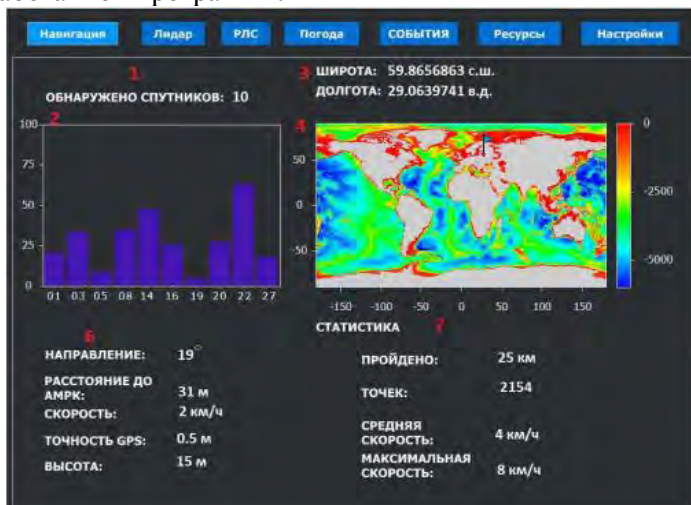 Навигация Лидар РЛС Погода СОБЫТИЯ Ресурсы Настройки
1
ОБНАРУЖЕНО СПУТНИКОВ: 10
3 ШИРОТА: 59.8656863 с.ш.
ДОЛГОТА: 29.0639741 в.д.
2
100
75
50
25
0
01 03 05 08 14 16 19 20 22 27
4
5
50
0
-50
-150 -100 -50 0 50 100 150
0
-2500
-5000
6
НАПРАВЛЕНИЕ: 19°
РАССТОЯНИЕ ДО
АМРК: 31 м
СКОРОСТЬ: 2 км/ч
ТОЧНОСТЬ GPS: 0.5 м
ВЫСОТА: 15 м
СТАТИСТИКА 7
ПРОЙДЕНО: 25 км
ТОЧЕК: 2154
СРЕДНЯЯ
СКОРОСТЬ: 4 км/ч
МАКСИМАЛЬНАЯ
СКОРОСТЬ: 8 км/ч